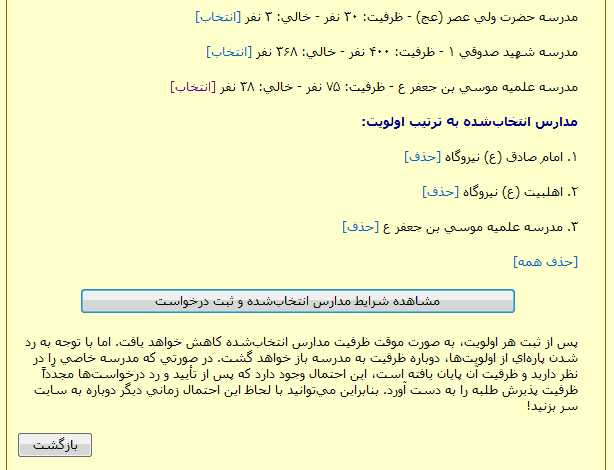 مدرسه حضرت ولي عصر (عج) - ظرفيت: ۳۰ نفر - خالي: ۳ نفر [انتخاب]
مدرسه شهيد صدوقي ۱ - ظرفيت: ۴۰۰ نفر - خالي: ۳۶۸ نفر [انتخاب]
مدرسه علميه موسي بن جعفر ع - ظرفيت: ۷۵ نفر - خالي: ۳۸ نفر [انتخاب]
مدارس انتخاب‌شده به ترتيب اولويت:
۱. امام صادق (ع) نيروگاه [حذف]
۲. اهلبيت (ع) نيروگاه [حذف]
۳. مدرسه علميه موسي بن جعفر ع [حذف]
[حذف همه]
مشاهده شرايط مدارس انتخاب‌شده و ثبت درخواست
پس از ثبت هر اولويت، به صورت موقت ظرفيت مدارس انتخاب‌شده كاهش خواهد يافت. اما با توجه به رد
شدن پاره‌اي از اولويت‌ها، دوباره ظرفيت به مدرسه باز خواهد گشت. در صورتي كه مدرسه خاصي را در
نظر داريد و ظرفيت آن پايان يافته است، اين احتمال وجود دارد كه پس از تأييد و رد درخواست‌ها مجدّداً
ظرفيت پذيرش طلبه را به دست آورد. بنابراين مي‌توانيد با لحاظ اين احتمال زماني ديگر دوباره به سايت
سر بزنيد!
بازگشت